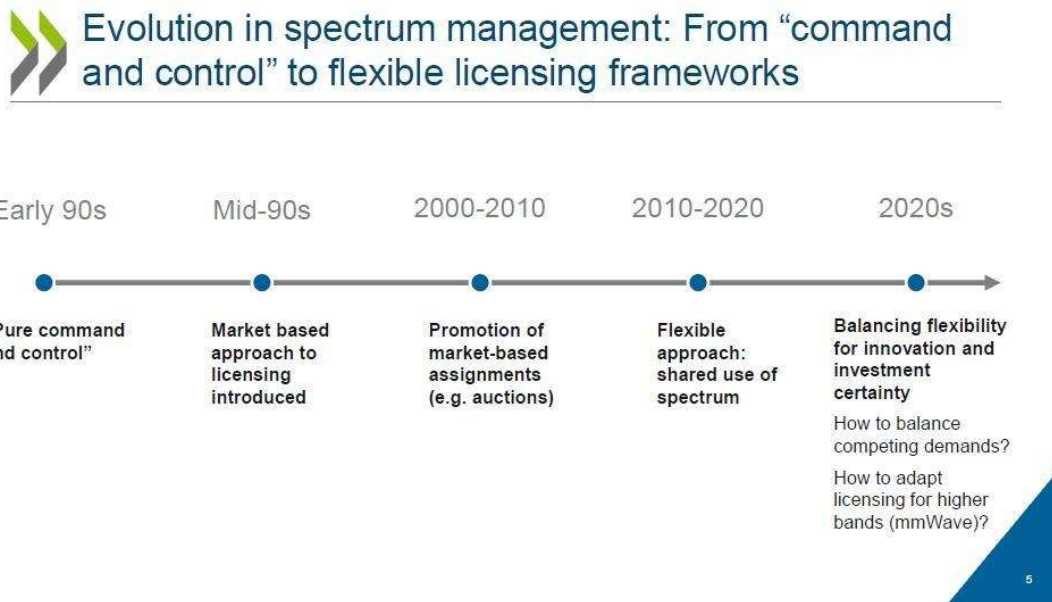 Evolution in spectrum management: From “command
and control” to flexible licensing frameworks
Early 90s
Mid-90s
2000-2010
2010-2020
2020s
Pure command
nd control”
Market based
approach to
licensing
introduced
Promotion of
market-based
assignments
(e.g. auctions)
Flexible
approach:
shared use of
spectrum
Balancing flexibility
for innovation and
investment
certainty
How to balance
competing demands?
How to adapt
licensing for higher
bands (mmWave)?
5